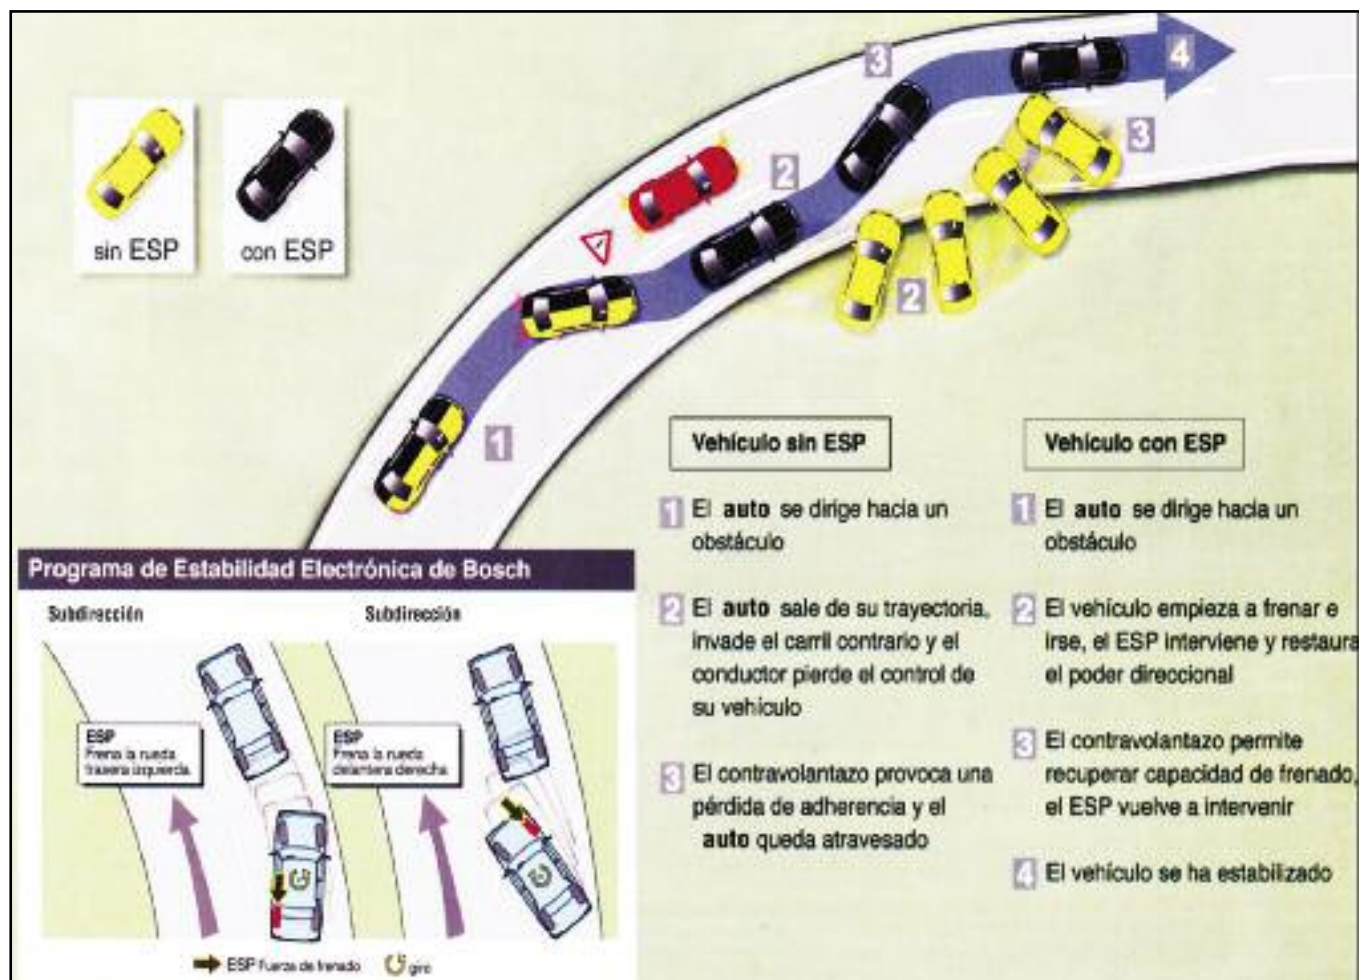 sin ESP
con ESP
1
2
3
4
2
3
Vehículo sin ESP
1 El auto se dirige hacia un
obstáculo
2 El auto sale de su trayectoria,
invade el carril contrario y el
conductor pierde el control de
su vehículo
3 El contravolantazo provoca una
pérdida de adherencia y el
auto queda atravesado
Vehículo con ESP
1 El auto se dirige hacia un
obstáculo
2 El vehículo empieza a frenar e
irse, el ESP interviene y restaura
el poder direccional
3 El contravolantazo permite
recuperar capacidad de frenado,
el ESP vuelve a intervenir
4 El vehículo se ha estabilizado
Programa de Estabilidad Electrónica de Bosch
Subdirección
Subdirección
ESP
Frena la rueda
trasera izquierda.
ESP
Frena la rueda
delantera derecha.
ESP Fuerza de frenado
giro